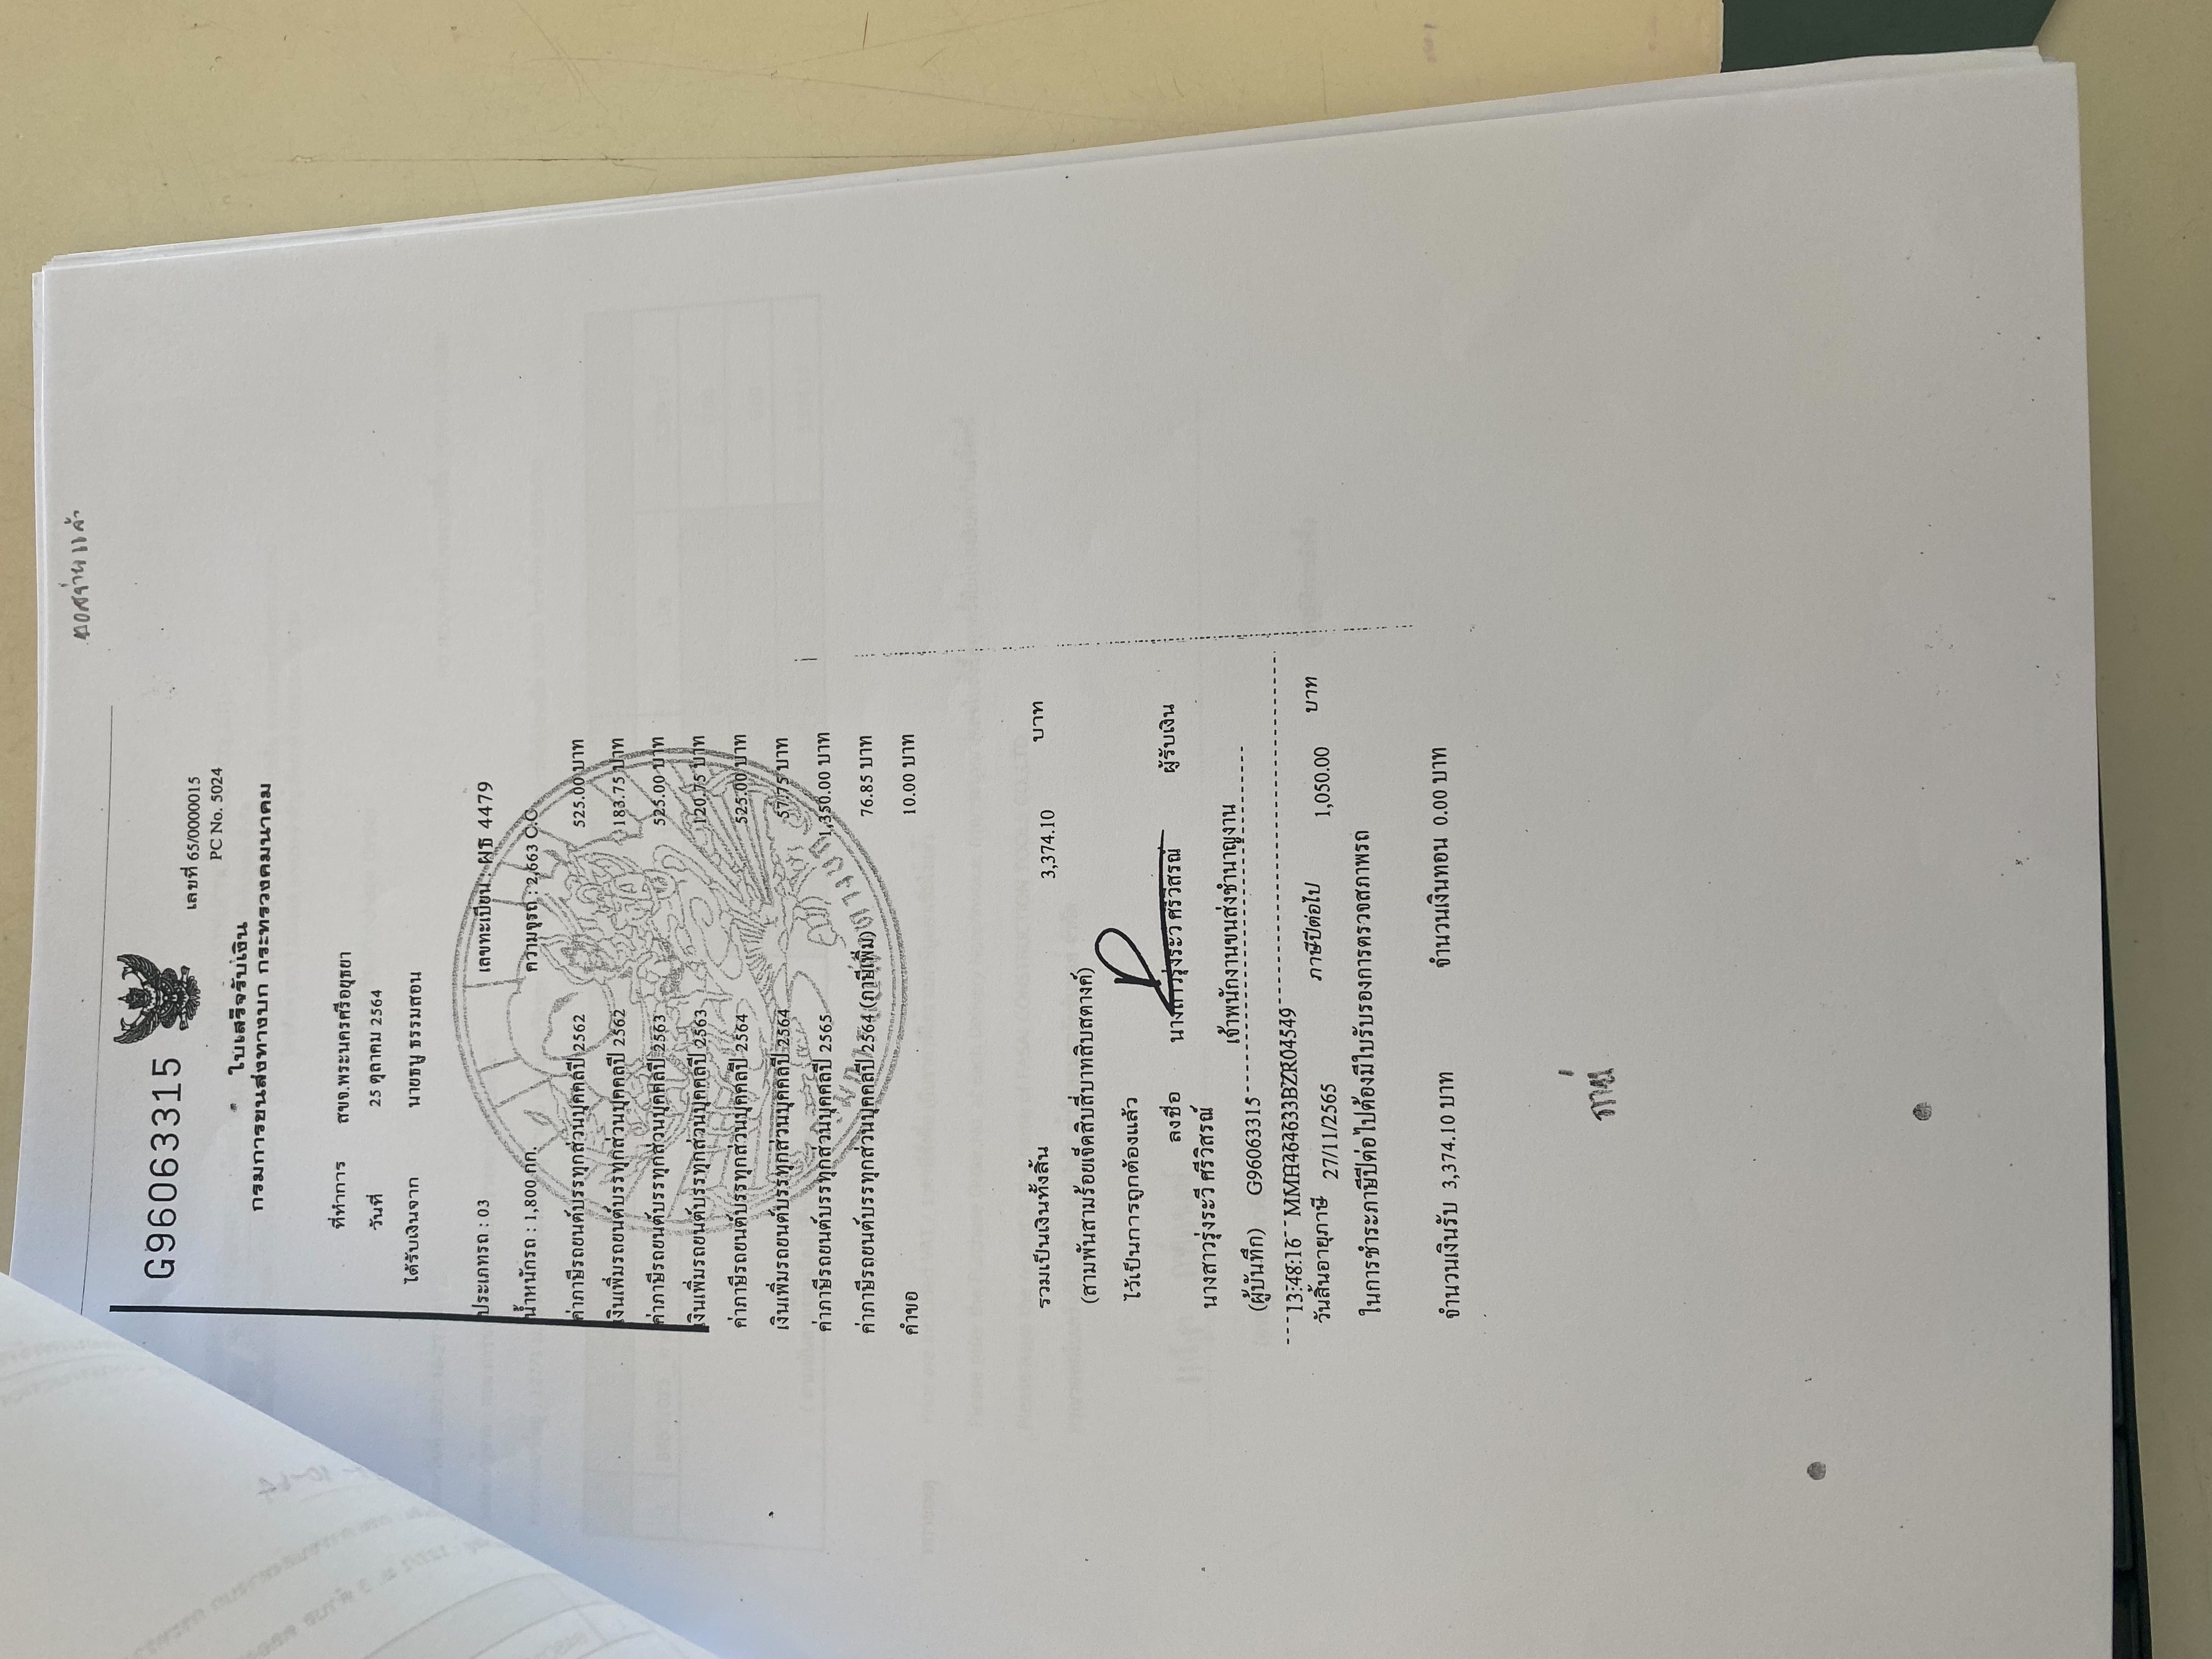 บอสจ่ายแล้ว
G96063315
เลขที่ 65/0000015
PC No. 5024
ใบเสร็จรับเงิน
กรมการขนส่งทางบก กระทรวงคมนาคม
ที่ทำการ สขจ.พระนครศรีอยุธยา
วันที่ 25 ตุลาคม 2564
ได้รับเงินจาก นายธนู ธรรมสอน
ประเภทรถ : 03 เลขทะเบียน : ผธ 4479
น้ำหนักรถ : 1,800 กก. ความจุรถ : 2,663 C.C.
ค่าภาษีรถยนต์บรรทุกส่วนบุคคลปี 2562 525.00 บาท
เงินเพิ่มรถยนต์บรรทุกส่วนบุคคลปี 2562 183.75 บาท
ค่าภาษีรถยนต์บรรทุกส่วนบุคคลปี 2563 525.00 บาท
เงินเพิ่มรถยนต์บรรทุกส่วนบุคคลปี 2563 120.75 บาท
ค่าภาษีรถยนต์บรรทุกส่วนบุคคลปี 2564 525.00 บาท
เงินเพิ่มรถยนต์บรรทุกส่วนบุคคลปี 2564 57.75 บาท
ค่าภาษีรถยนต์บรรทุกส่วนบุคคลปี 2565 1,350.00 บาท
ค่าภาษีรถยนต์บรรทุกส่วนบุคคลปี 2564 (ภาษีเพิ่ม) 76.85 บาท
คำขอ 10.00 บาท
รวมเป็นเงินทั้งสิ้น 3,374.10 บาท
(สามพันสามร้อยเจ็ดสิบสี่บาทสิบสตางค์)
ไว้เป็นการถูกต้องแล้ว
ลงชื่อ นางสาวรุ่งระวี ศรีวิสรณ์ ผู้รับเงิน
นางสาวรุ่งระวี ศรีวิสรณ์
เจ้าพนักงานขนส่งชำนาญงาน
(ผู้บันทึก) G96063315
13:48:16 MMH464633BZR04549
วันสิ้นอายุภาษี 27/11/2565 ภาษีปีต่อไป 1,050.00 บาท
ในการชำระภาษีปีต่อไปต้องมีใบรับรองการตรวจสภาพรถ
จำนวนเงินรับ 3,374.10 บาท จำนวนเงินทอน 0.00 บาท